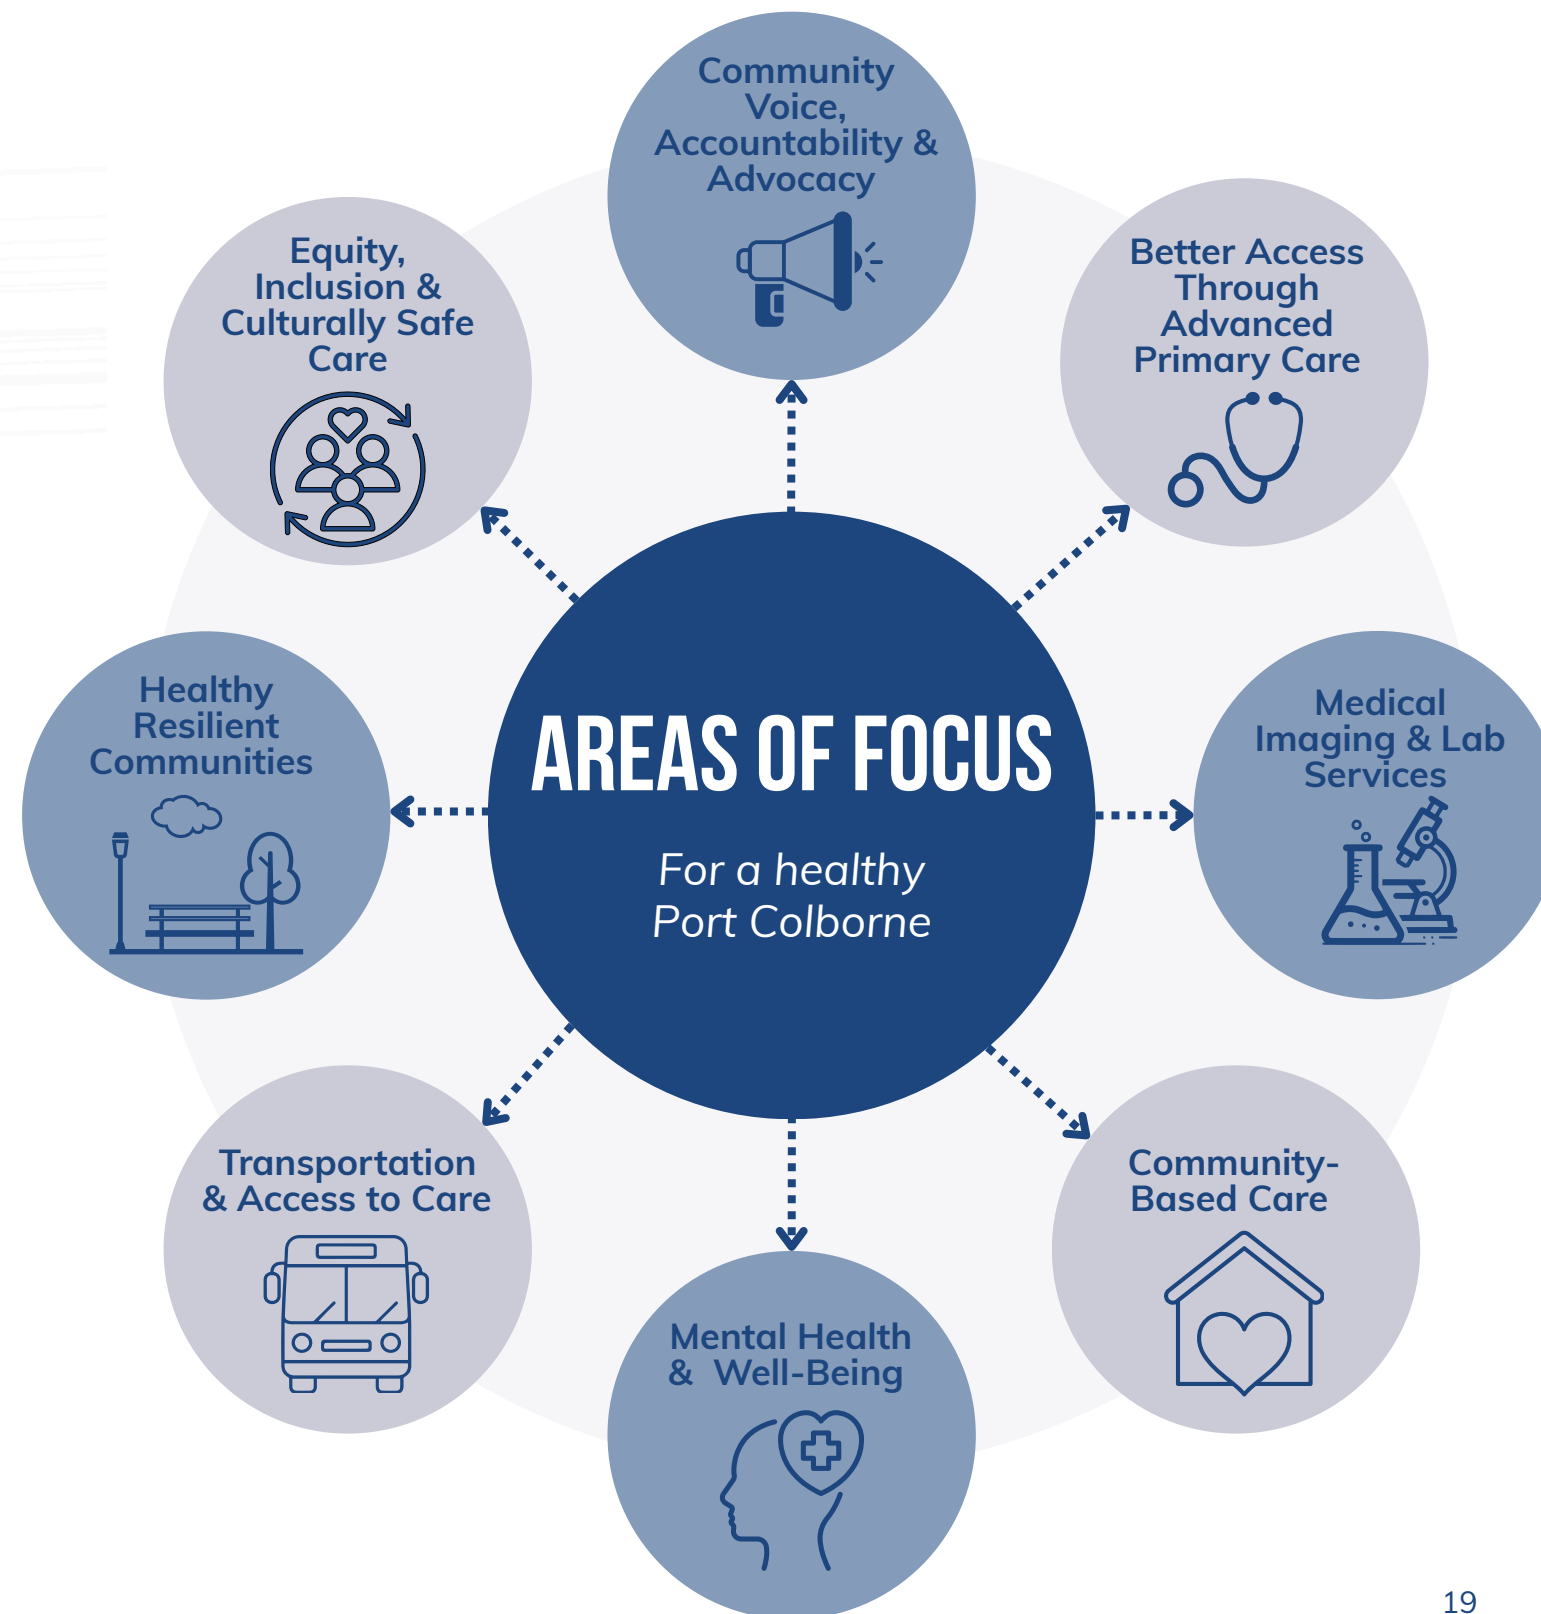 Community
Voice,
Accountability &
Advocacy
Better Access
Through
Advanced
Primary Care
Medical
Imaging & Lab
Services
Community-
Based Care
Mental Health
& Well-Being
Transportation
& Access to Care
Healthy
Resilient
Communities
Equity,
Inclusion &
Culturally Safe
Care
AREAS OF FOCUS
For a healthy
Port Colborne
19